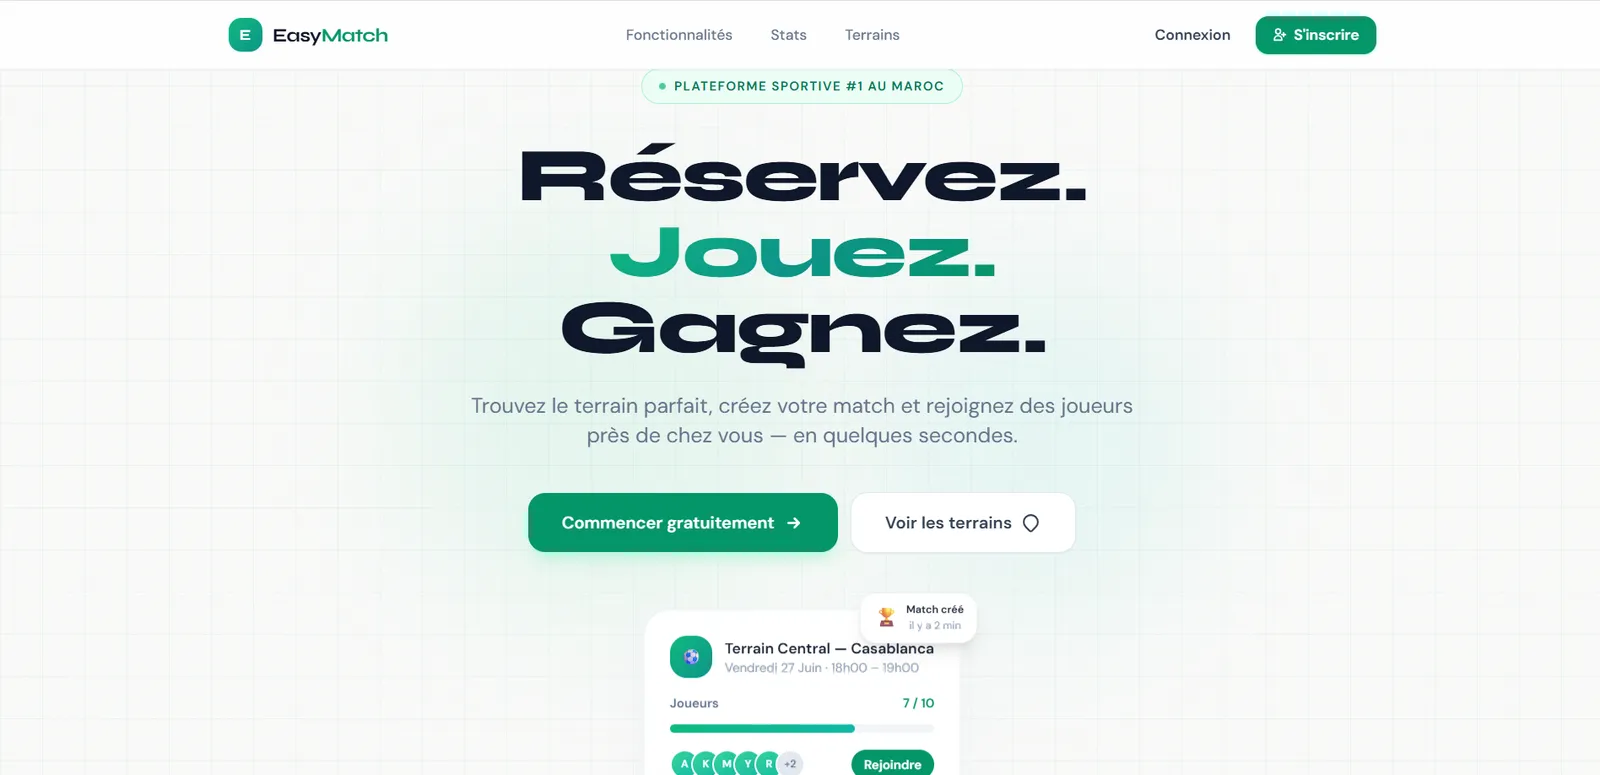 E EasyMatch
Fonctionnalités Stats Terrains
Connexion S'inscrire
PLATEFORME SPORTIVE #1 AU MAROC
Réservez.
Jouez.
Gagnez.
Trouvez le terrain parfait, créez votre match et rejoignez des joueurs
près de chez vous — en quelques secondes.
Commencer gratuitement → Voir les terrains
Match créé
il y a 2 min
Terrain Central — Casablanca
Vendredi 27 Juin · 18h00 – 19h00
Joueurs 7 / 10
A K M Y R +2 Rejoindre